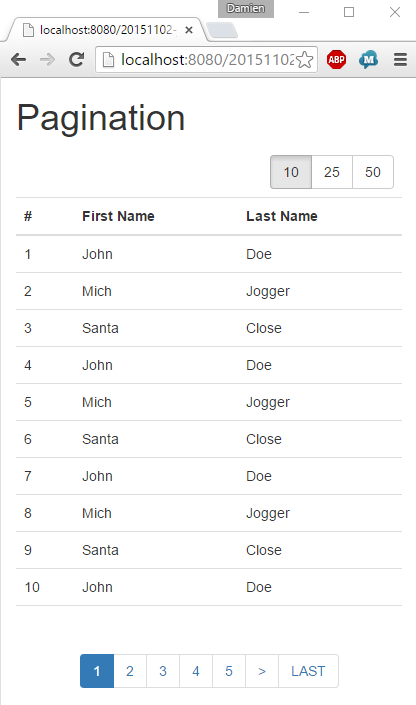 Damien
localhost:8080/20151102-
localhost:8080/20151102
ABP
M
Pagination
10 25 50
# First Name Last Name
1 John Doe
2 Mich Jogger
3 Santa Close
4 John Doe
5 Mich Jogger
6 Santa Close
7 John Doe
8 Mich Jogger
9 Santa Close
10 John Doe
1 2 3 4 5 > LAST